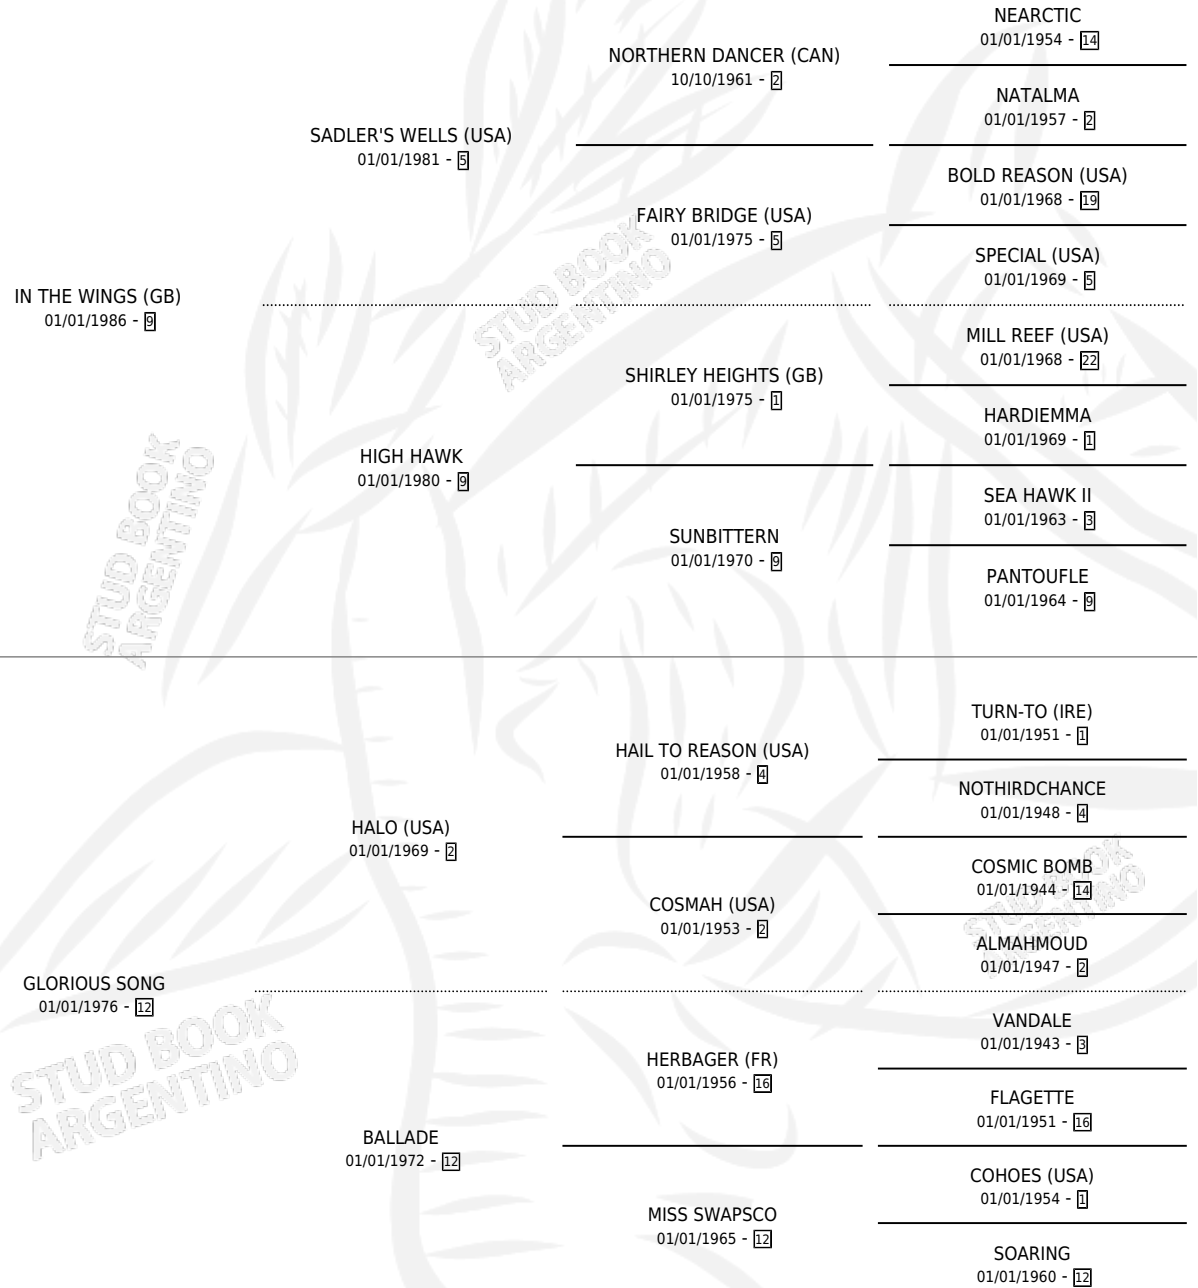 NEARCTIC
01/01/1954 - 14
NORTHERN DANCER (CAN)
10/10/1961 - 2
NATALMA
01/01/1957 - 2
SADLER'S WELLS (USA)
01/01/1981 - 5
BOLD REASON (USA)
01/01/1968 - 19
FAIRY BRIDGE (USA)
01/01/1975 - 5
SPECIAL (USA)
01/01/1969 - 5
IN THE WINGS (GB)
01/01/1986 - 9
STUD BOOK
ARGENTINO
MILL REEF (USA)
01/01/1968 - 22
SHIRLEY HEIGHTS (GB)
01/01/1975 - 1
HARDIEMMA
01/01/1969 - 1
HIGH HAWK
01/01/1980 - 9
SEA HAWK II
01/01/1963 - 3
SUNBITTERN
01/01/1970 - 9
PANTOUFLE
01/01/1964 - 9
STUD BOOK
ARGENTINO
TURN-TO (IRE)
01/01/1951 - 1
HAIL TO REASON (USA)
01/01/1958 - 4
NOTHIRDCHANCE
01/01/1948 - 4
HALO (USA)
01/01/1969 - 2
COSMIC BOMB
01/01/1944 - 14
COSMAH (USA)
01/01/1953 - 2
STUD BOOK
ARGENTINO
ALMAHMOUD
01/01/1947 - 2
GLORIOUS SONG
01/01/1976 - 12
VANDALE
01/01/1943 - 3
HERBAGER (FR)
01/01/1956 - 16
FLAGETTE
01/01/1951 - 16
STUD BOOK
ARGENTINO
BALLADE
01/01/1972 - 12
COHOES (USA)
01/01/1954 - 1
MISS SWAPSCO
01/01/1965 - 12
SOARING
01/01/1960 - 12